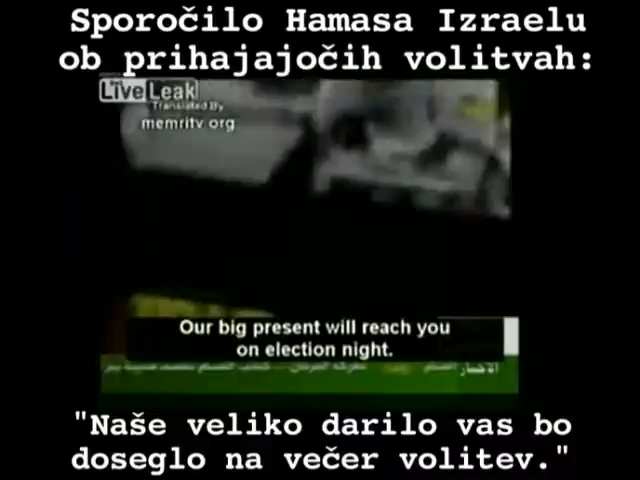 Sporočilo Hamasa Izraelu
ob prihajajočih volitvah:
LiveLeak
Translated By
memritv.org
Our big present will reach you
on election night.
الأخبار
"Naše veliko darilo vas bo
doseglo na večer volitev."